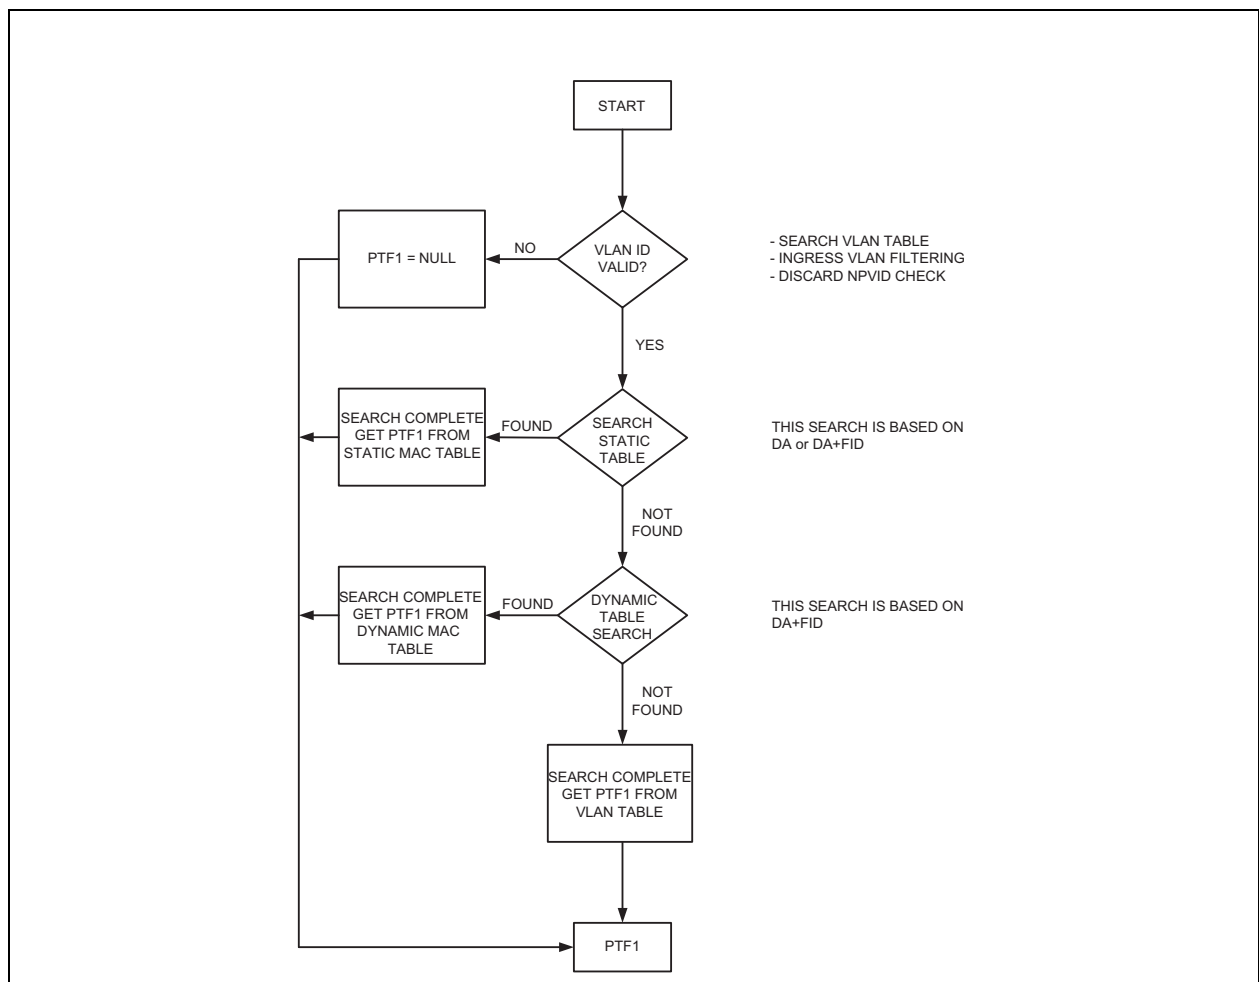 START
PTF1 = NULL
NO
VLAN ID
VALID?
- SEARCH VLAN TABLE
- INGRESS VLAN FILTERING
- DISCARD NPVID CHECK
YES
SEARCH COMPLETE
GET PTF1 FROM
STATIC MAC TABLE
FOUND
SEARCH
STATIC
TABLE
THIS SEARCH IS BASED ON
DA or DA+FID
NOT
FOUND
SEARCH COMPLETE
GET PTF1 FROM
DYNAMIC MAC
TABLE
FOUND
DYNAMIC
TABLE
SEARCH
THIS SEARCH IS BASED ON
DA+FID
NOT
FOUND
SEARCH COMPLETE
GET PTF1 FROM
VLAN TABLE
PTF1